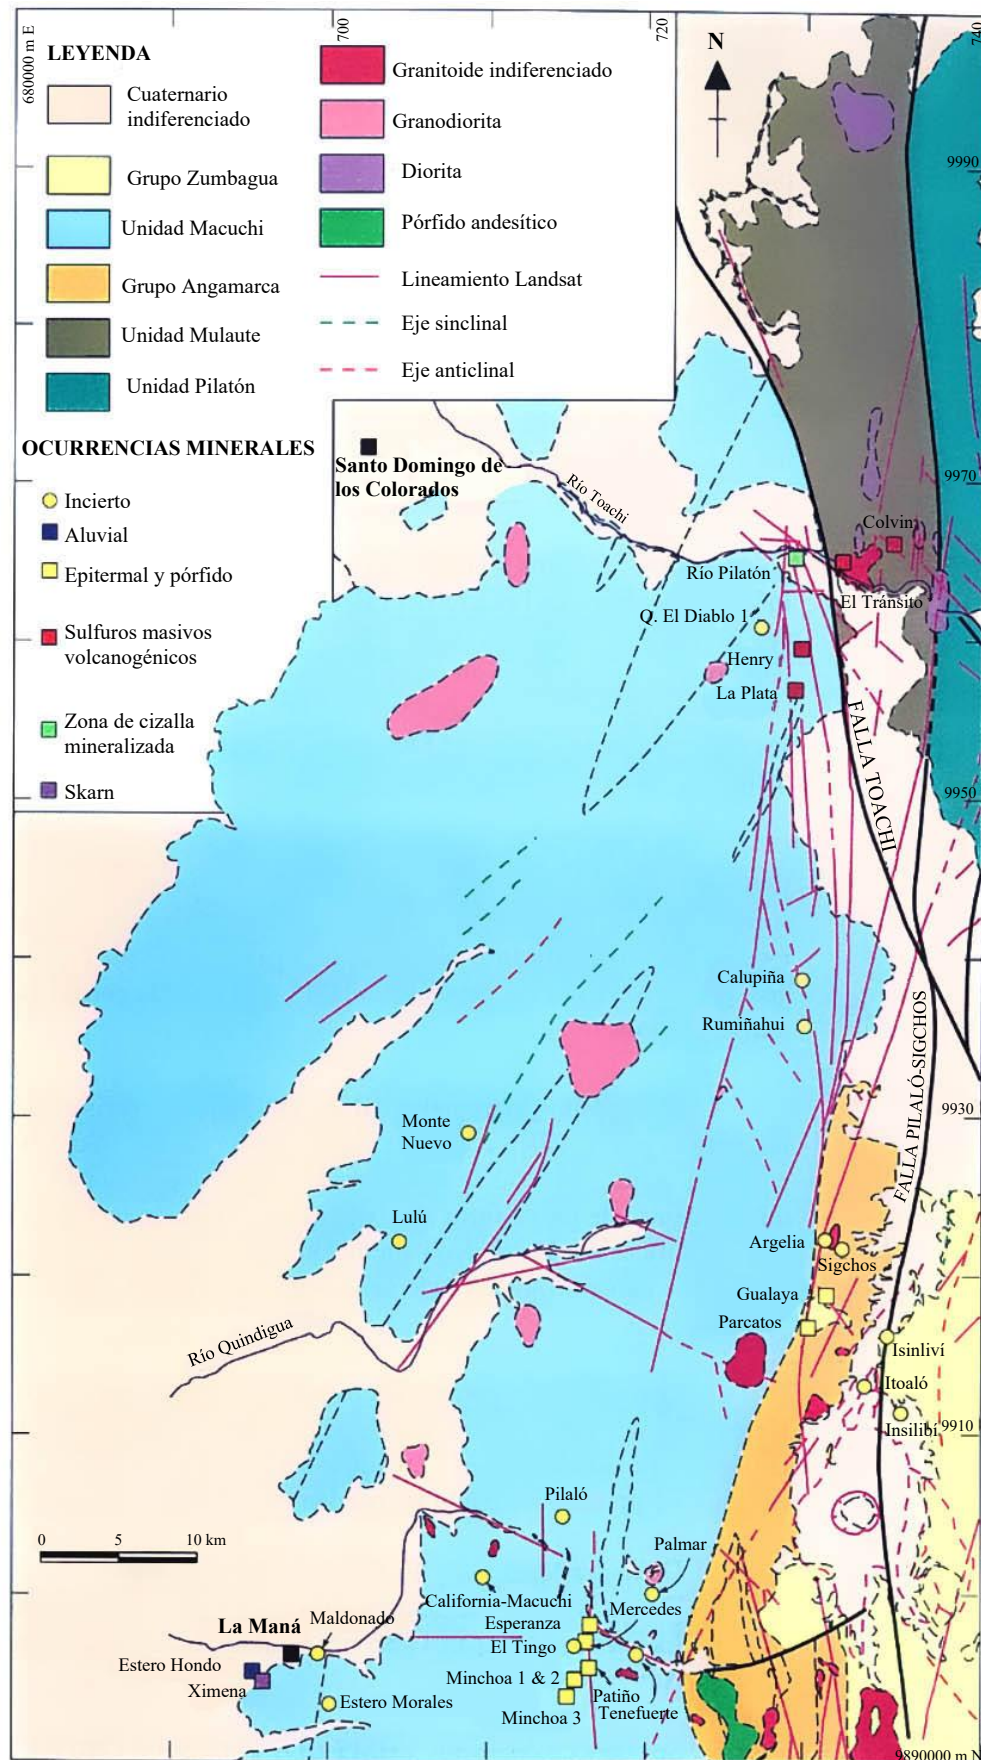 680000 m E
700
720
740
N
LEYENDA
Cuaternario
indiferenciado
Grupo Zumbagua
Unidad Macuchi
Grupo Angamarca
Unidad Mulaute
Unidad Pilatón
Granitoide indiferenciado
Granodiorita
Diorita
Pórfido andesítico
Lineamiento Landsat
Eje sinclinal
Eje anticlinal
OCURRENCIAS MINERALES
Incierto
Aluvial
Epitermal y pórfido
Sulfuros masivos
volcanogénicos
Zona de cizalla
mineralizada
Skarn
9990
Santo Domingo de
los Colorados
Río Toachi
9970
Colvin
Río Pilatón
El Tránsito
Q. El Diablo 1
Henry
La Plata
FALLA TOACHI
9950
Calupiña
Rumiñahui
FALLA PILALÓ-SIGCHOS
9930
Monte
Nuevo
Lulú
Argelia
Sigchos
Gualaya
Parcatos
Río Quindigua
Isinliví
Itoaló
Insilibí
9910
Pilaló
0 5 10 km
Palmar
California-Macuchi
La Maná
Maldonado
Esperanza
Mercedes
El Tingo
Estero Hondo
Ximena
Minchoa 1 & 2
Estero Morales
Patiño
Tenefuerte
Minchoa 3
9890000 m N